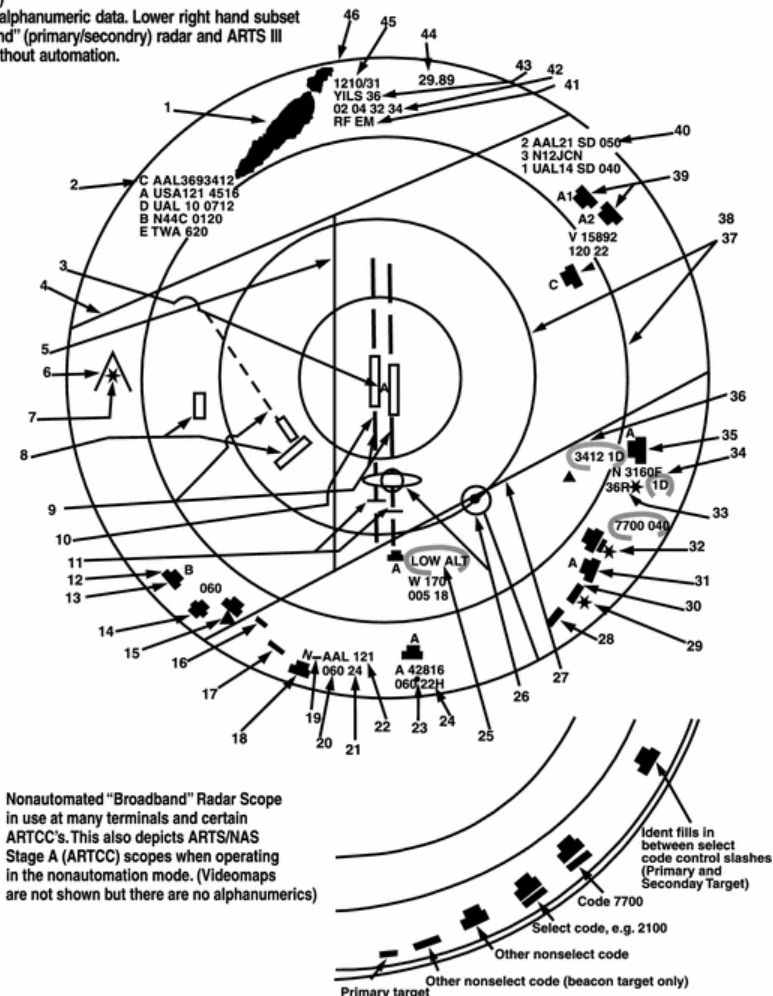 )
alphanumeric data. Lower right hand subset
nd" (primary/secondry) radar and ARTS III
thout automation.
46
45
44
43
42
41
1210/31
29.89
YILS 36
02 04 32 34
RF EM
1
2
C AAL3693412
A USA121 4516
D UAL 10 0712
B N44C 0120
E TWA 620
40
2 AAL21 SD 050
3 N12JCN
1 UAL14 SD 040
39
A1
A2
V 15892
120 22
C
38
37
3
4
5
6
7
8
A
9
10
11
12
13
B
14
060
15
16
17
18
36
35
A
3412 1D
34
N 3160F
36R
1D
33
7700 040
32
31
A
30
29
28
27
26
25
LOW ALT
A
W 170
005 18
N
AAL 121
060 24
19
20
21
22
A
A 42816
060 22H
23
24
Nonautomated "Broadband" Radar Scope
in use at many terminals and certain
ARTCC's. This also depicts ARTS/NAS
Stage A (ARTCC) scopes when operating
in the nonautomation mode. (Videomaps
are not shown but there are no alphanumerics)
Ident fills in
between select
code control slashes
(Primary and
Seconday Target)
Code 7700
Select code, e.g. 2100
Other nonselect code
Other nonselect code (beacon target only)
Primary target